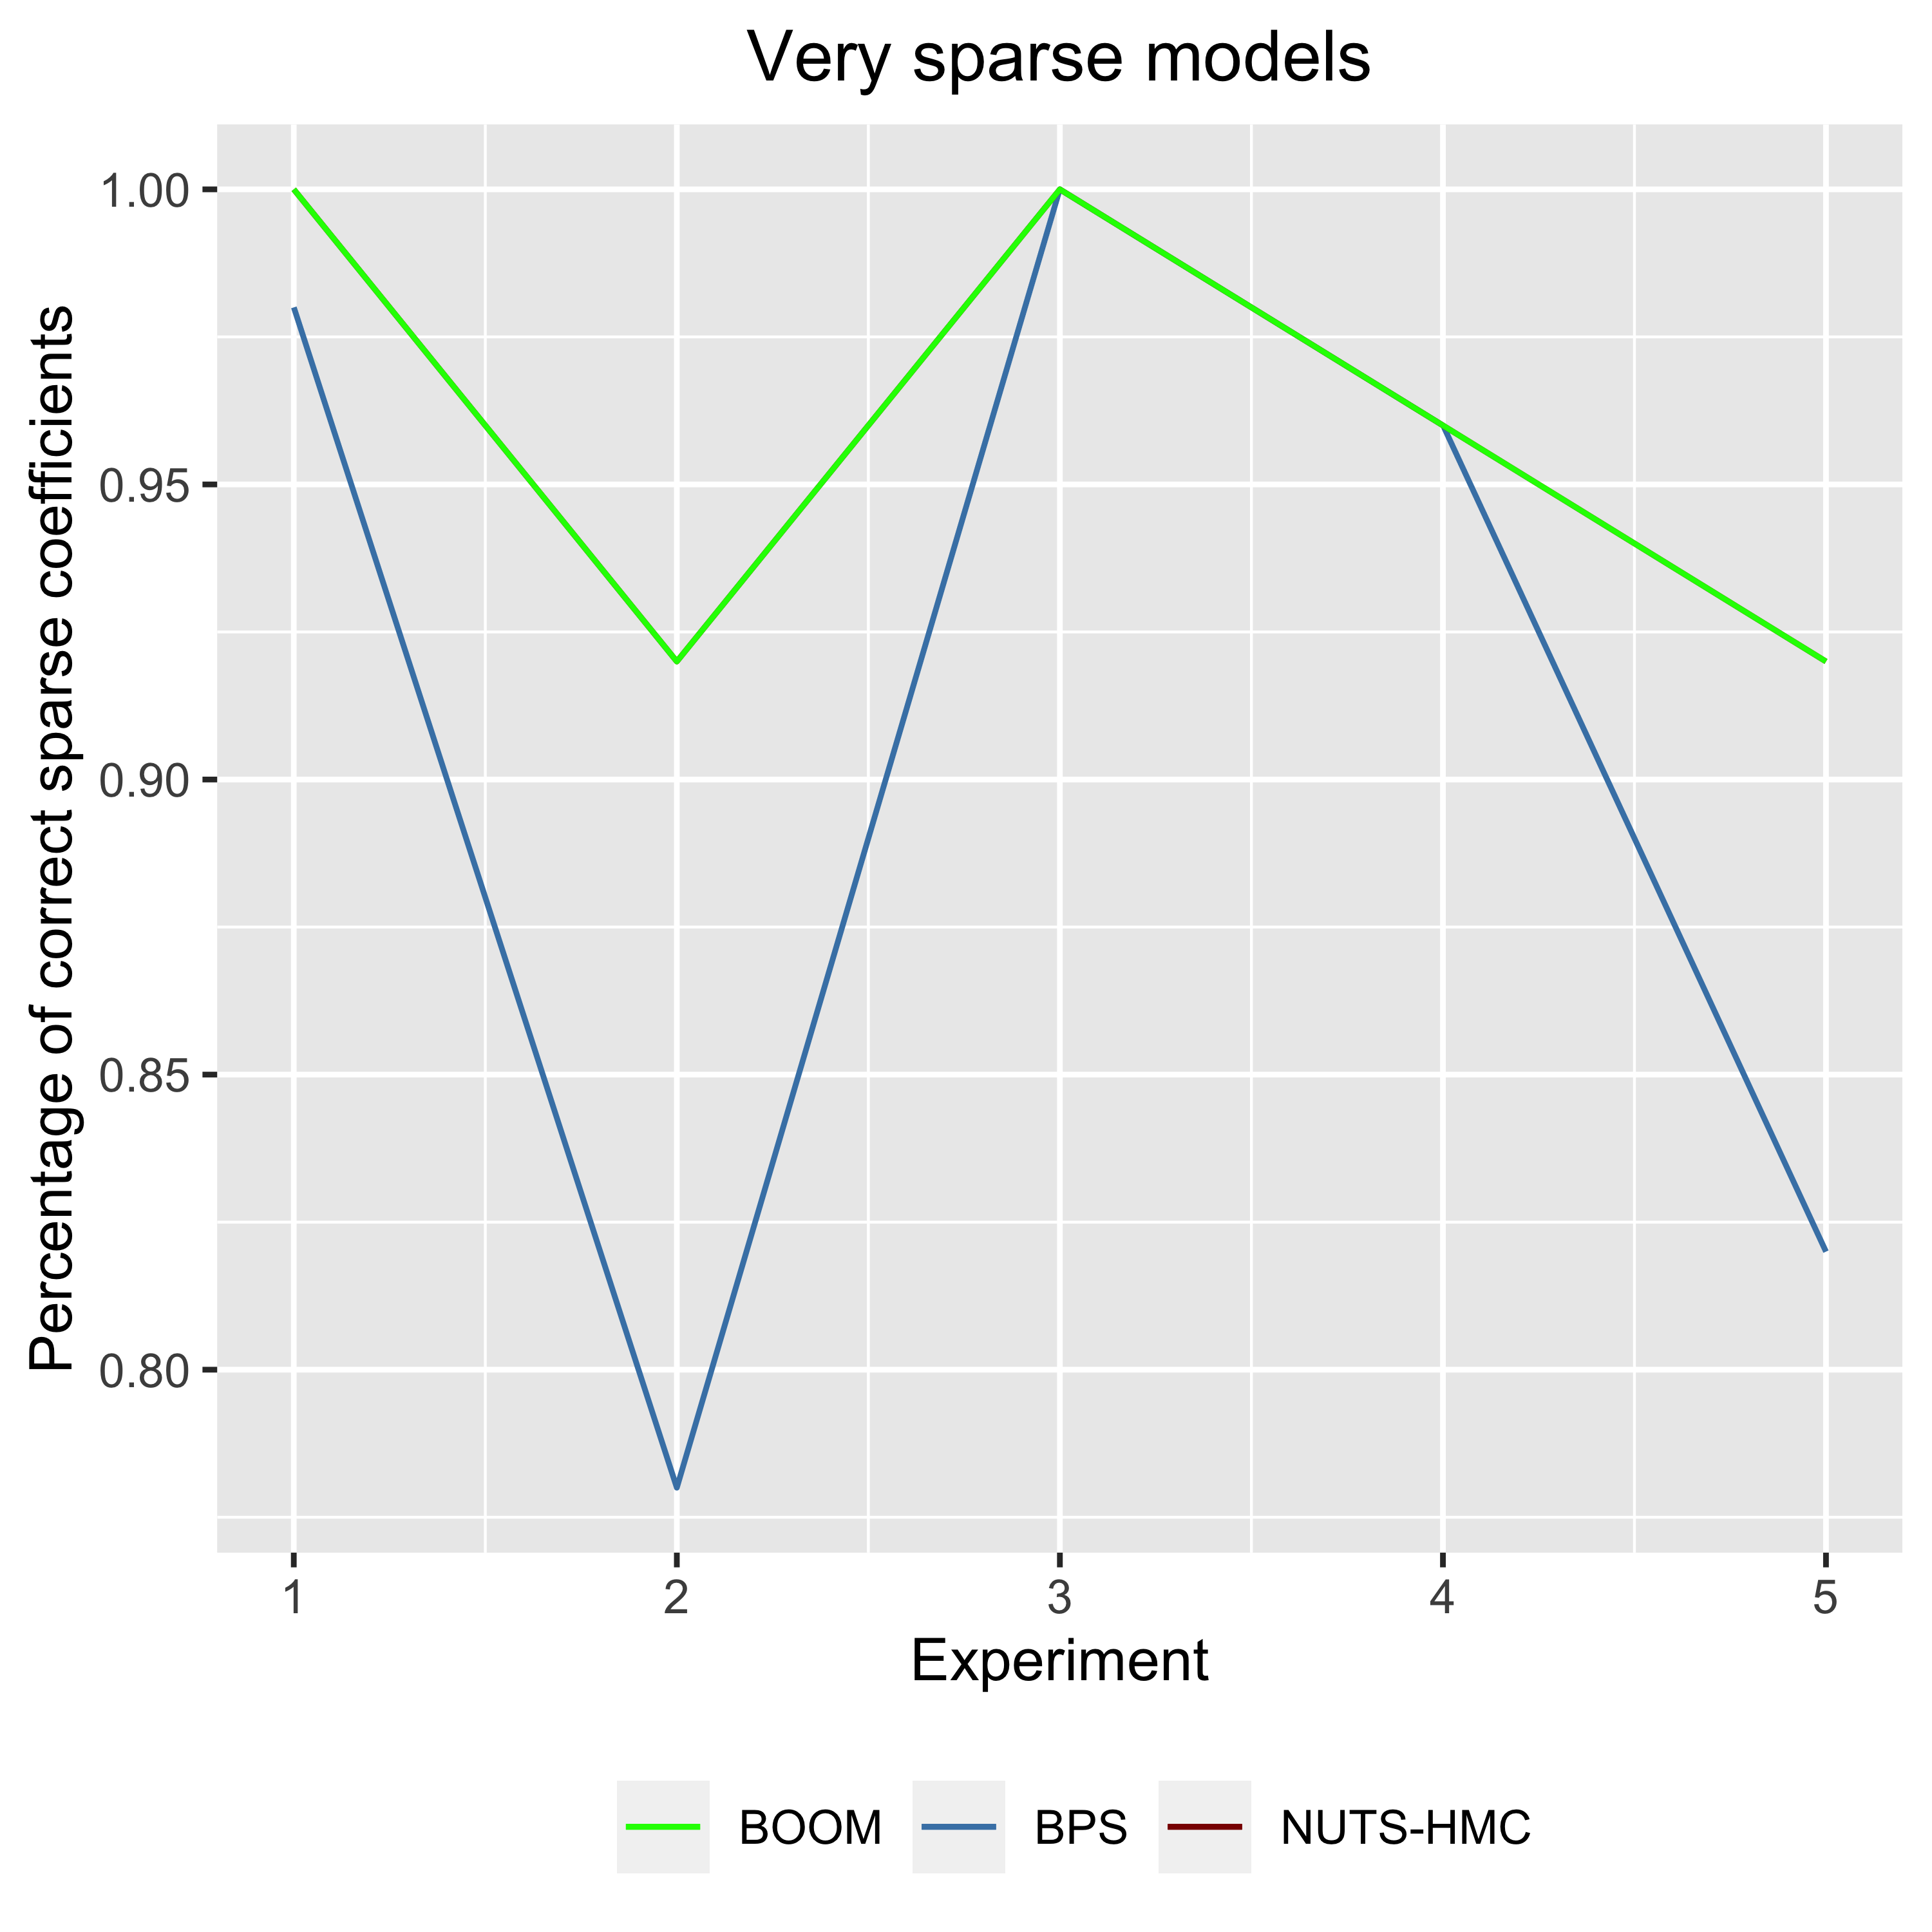 Very sparse models
Percentage of correct sparse coefficients
1.00
0.95
0.90
0.85
0.80
1 2 3 4 5
Experiment
BOOM BPS NUTS-HMC